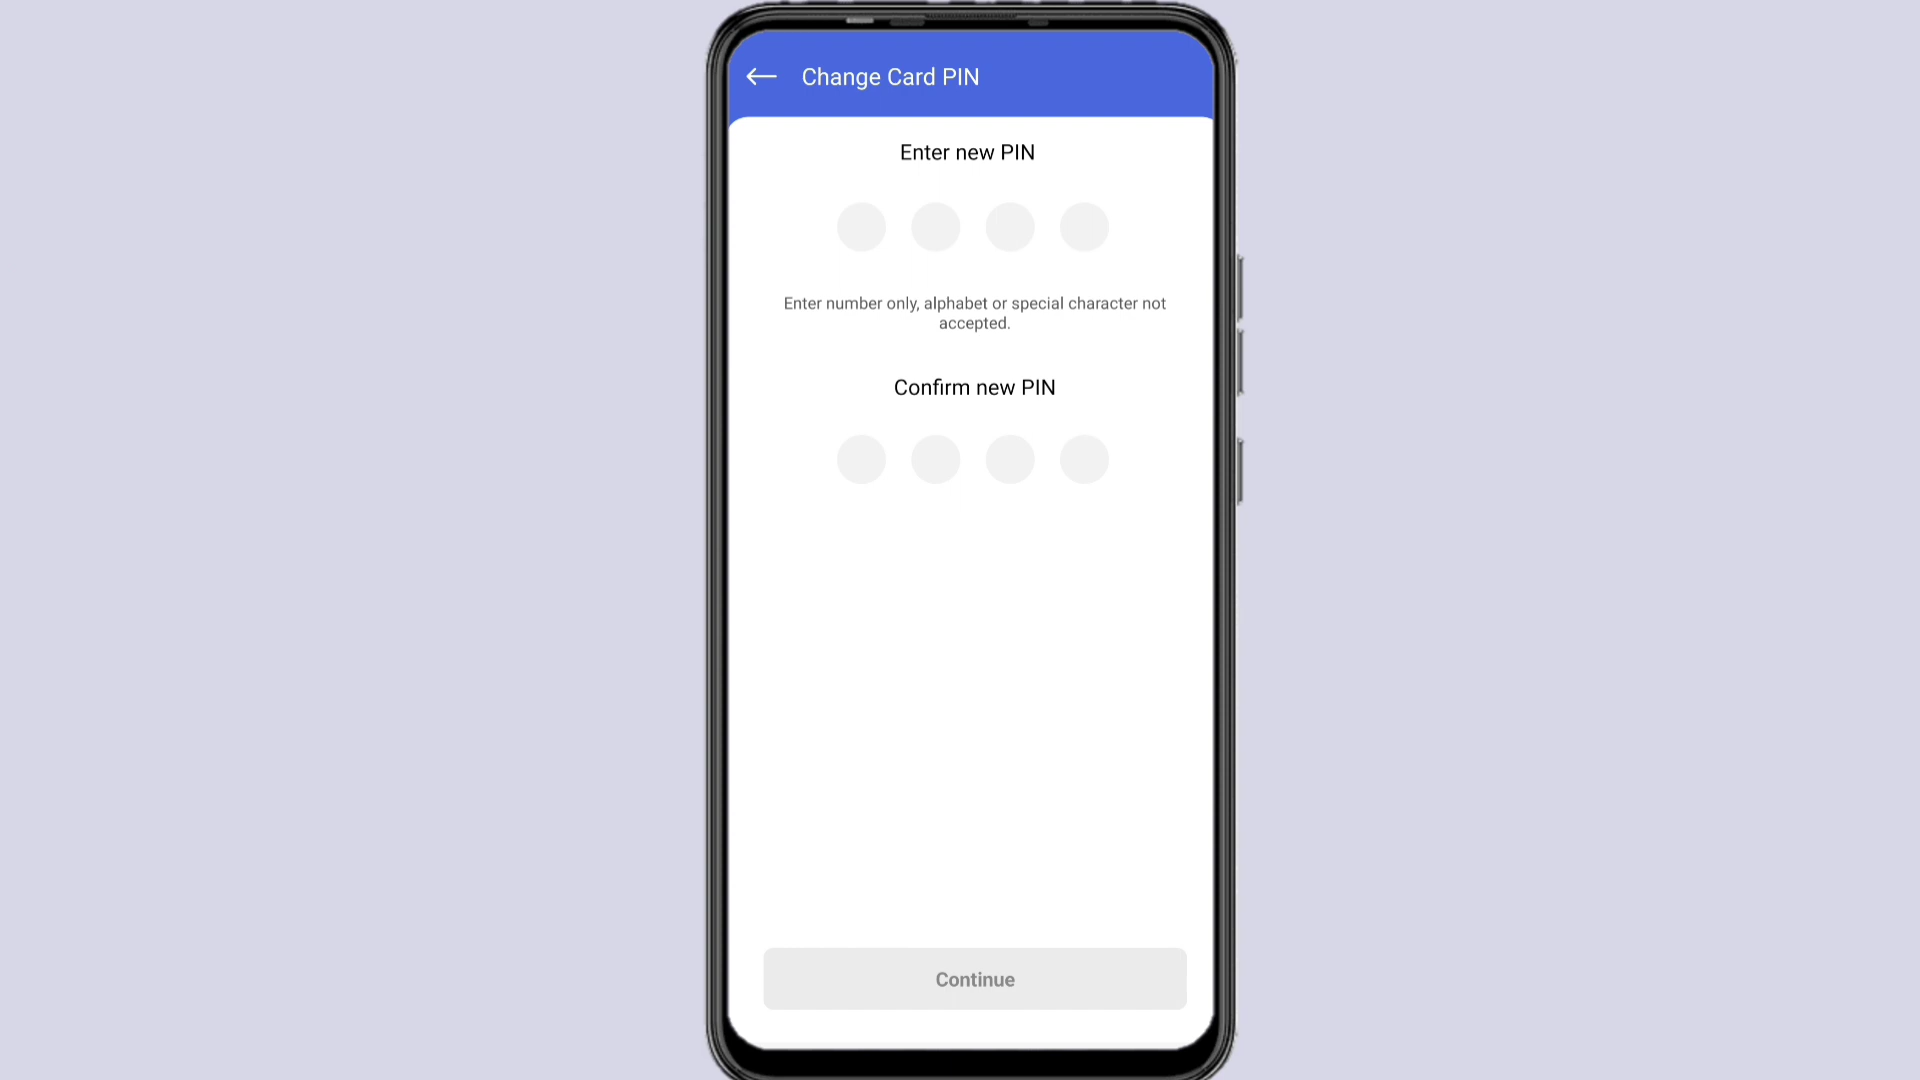 Change Card PIN
Enter new PIN
Enter number only, alphabet or special character not
accepted.
Confirm new PIN
Continue